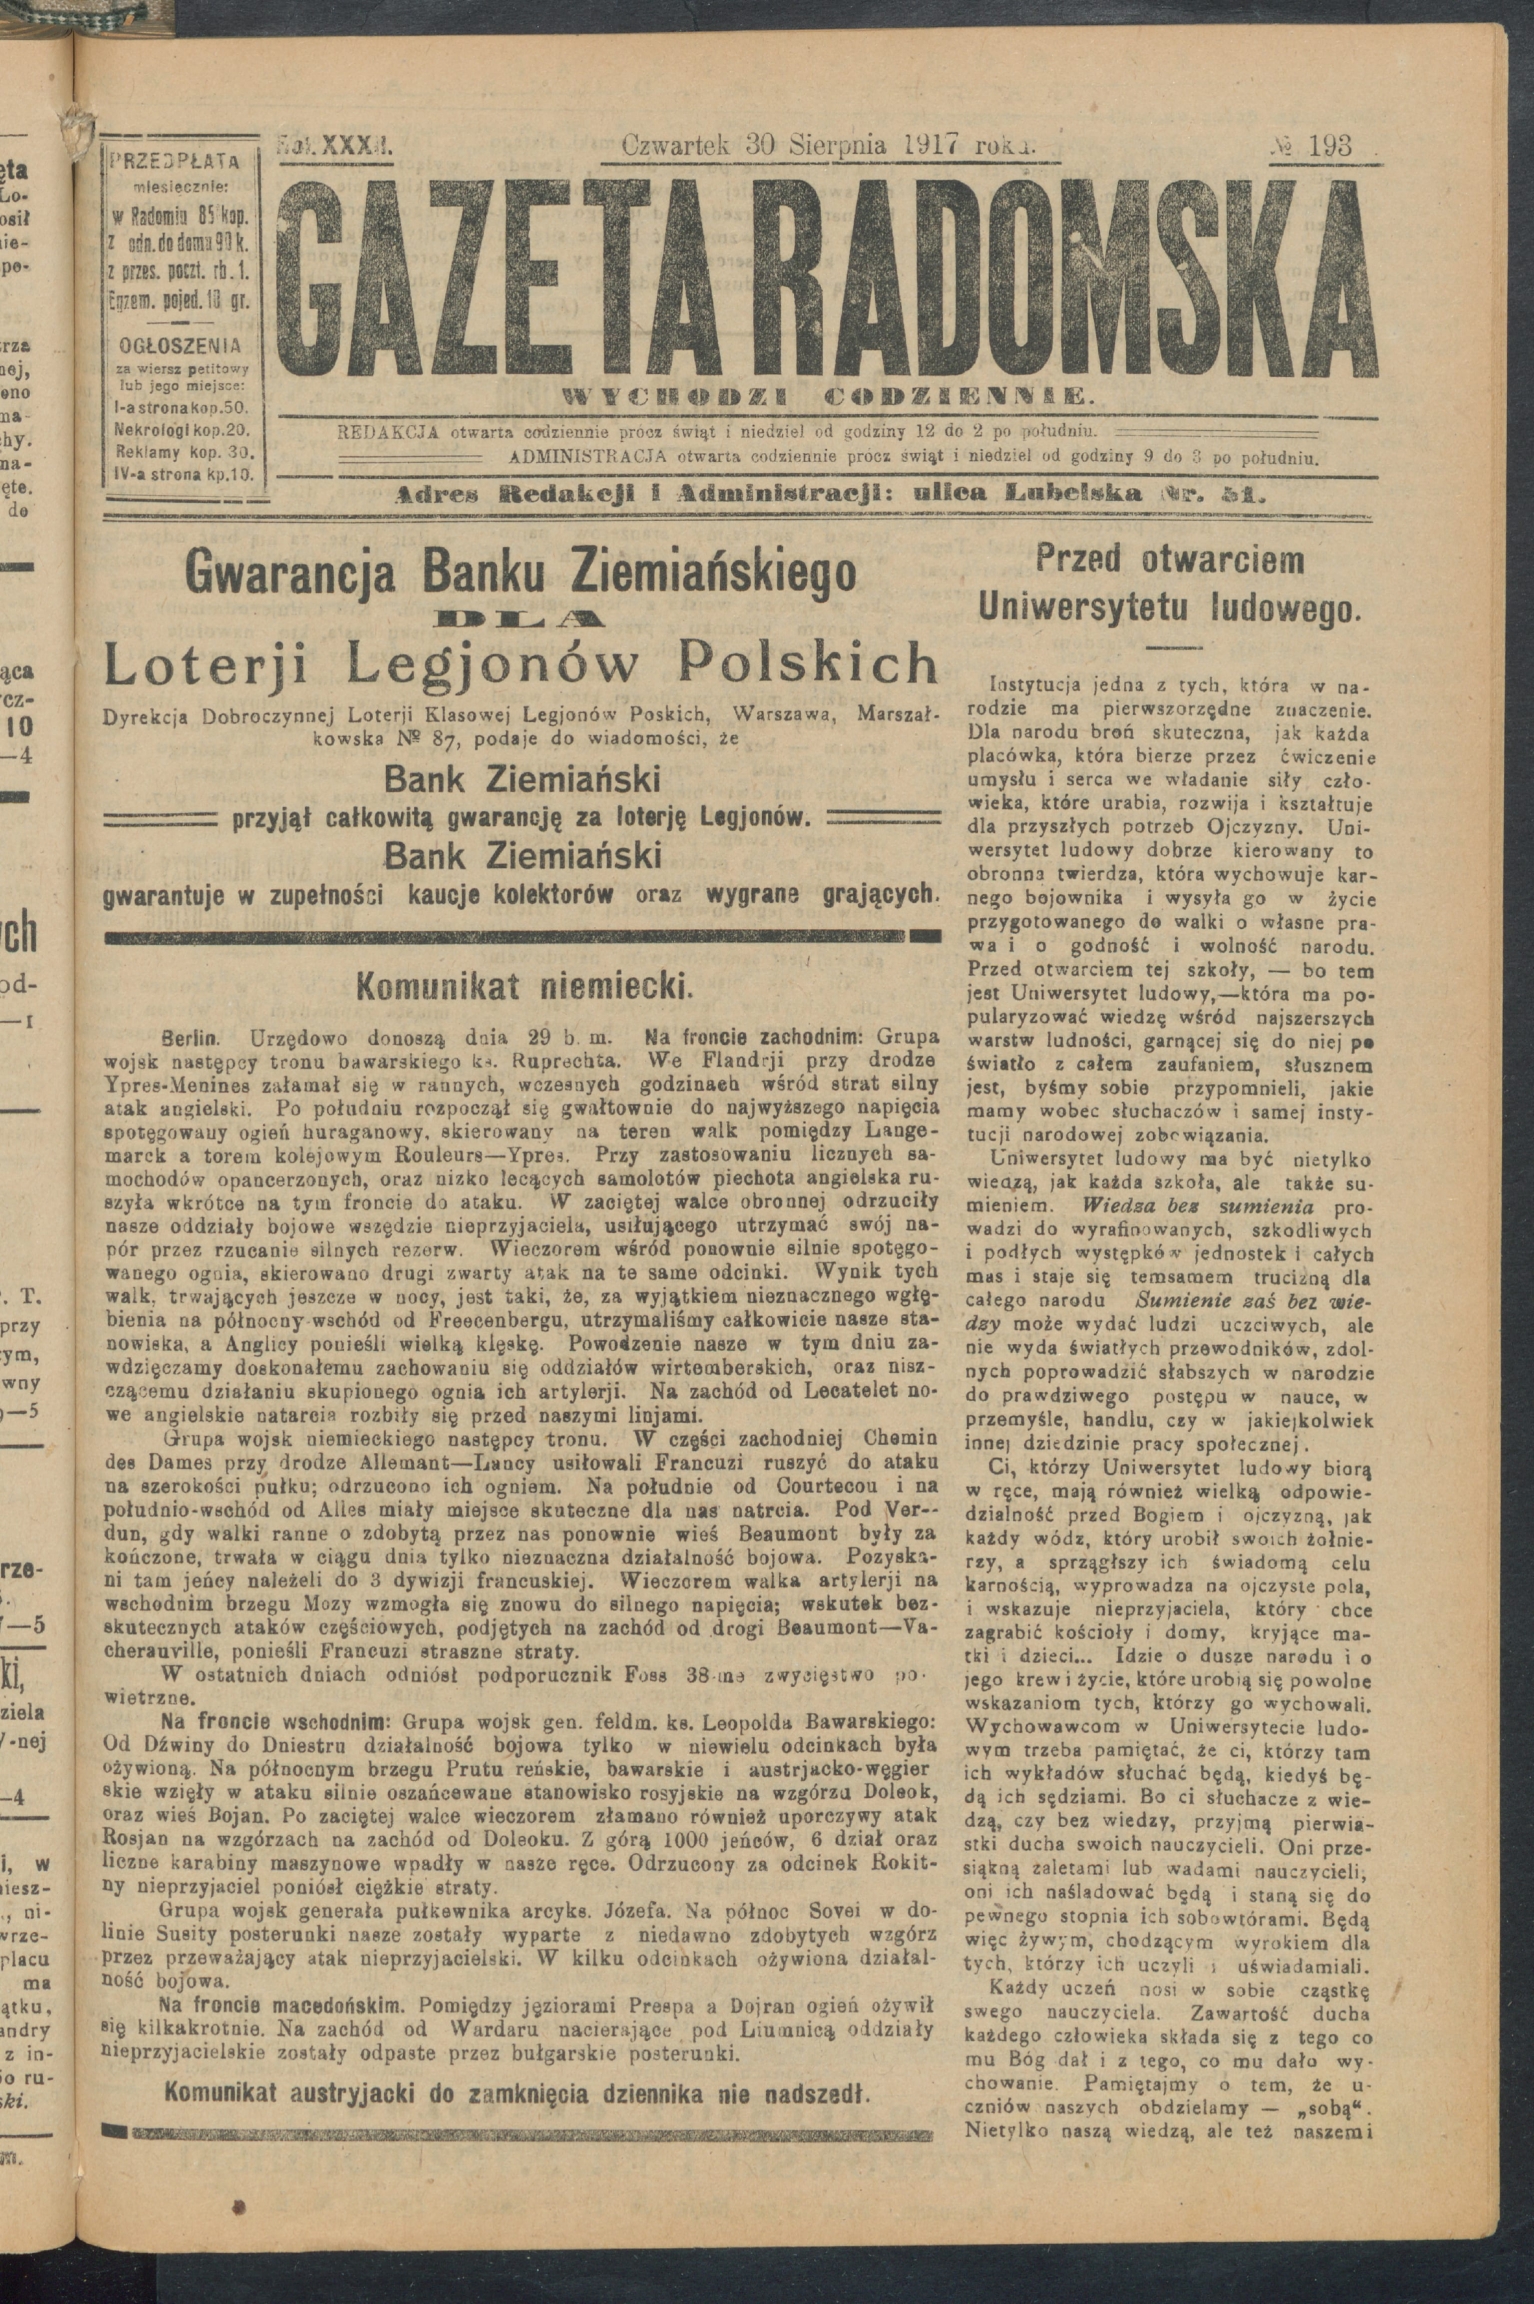 PRZEDPŁATA
miesięcznie:
w Radomiu 85 kop.
z odn. do domu 90 k.
z przes. poczt. rb. 1.
Egzem. pojed. 10 gr.
OGŁOSZENIA
za wiersz petitowy
lub jego miejsce:
I-a strona kop. 50.
Nekrologi kop. 20.
Reklamy kop. 30.
IV-a strona kp. 10.
Rok XXXII.
Czwartek 30 Sierpnia 1917 roku.
№ 193
GAZETA RADOMSKA
WYCHODZI CODZIENNIE.
REDAKCJA otwarta codziennie prócz świąt i niedziel od godziny 12 do 2 po południu.
ADMINISTRACJA otwarta codziennie prócz świąt i niedziel od godziny 9 do 3 po południu.
Adres Redakcji i Administracji: ulica Lubelska Nr. 51.
Gwarancja Banku Ziemiańskiego
DLA
Loterji Legjonów Polskich
Dyrekcja Dobroczynnej Loterji Klasowej Legjonów Poskich, Warszawa, Marszał-
kowska № 87, podaje do wiadomości, że
Bank Ziemiański
przyjął całkowitą gwarancję za loterję Legjonów.
Bank Ziemiański
gwarantuje w zupełności kaucje kolektorów oraz wygrane grających.
Komunikat niemiecki.
Berlin. Urzędowo donoszą dnia 29 b. m. Na froncie zachodnim: Grupa
wojsk następcy tronu bawarskiego ks. Ruprechta. We Flandrji przy drodze
Ypres-Menines załamał się w rannych, wczesnych godzinaeh wśród strat silny
atak angielski. Po południu rozpoczął się gwałtownie do najwyższego napięcia
spotęgowany ogień huraganowy, skierowany na teren walk pomiędzy Lange-
marck a torem kolejowym Rouleurs—Ypres. Przy zastosowaniu licznych sa-
mochodów opancerzonych, oraz nizko lecących samolotów piechota angielska ru-
szyła wkrótce na tym froncie do ataku. W zaciętej walce obronnej odrzuciły
nasze oddziały bojowe wszędzie nieprzyjaciela, usiłującego utrzymać swój na-
pór przez rzucanie silnych rezerw. Wieczorem wśród ponownie silnie spotęgo-
wanego ognia, skierowano drugi zwarty atak na te same odcinki. Wynik tych
walk, trwających jeszcze w nocy, jest taki, że, za wyjątkiem nieznacznego wgłę-
bienia na północny-wschód od Freecenbergu, utrzymaliśmy całkowicie nasze sta-
nowiska, a Anglicy ponieśli wielką klęskę. Powodzenie nasze w tym dniu za-
wdzięczamy doskonałemu zachowaniu się oddziałów wirtemberskich, oraz nisz-
czącemu działaniu skupionego ognia ich artylerji. Na zachód od Lecatelet no-
we angielskie natarcia rozbiły się przed naszymi linjami.
Grupa wojsk niemieckiego następcy tronu. W części zachodniej Chemin
des Dames przy drodze Allemant—Lancy usiłowali Francuzi ruszyć do ataku
na szerokości pułku; odrzucono ich ogniem. Na południe od Courtecou i na
południo-wschód od Alles miały miejsce skuteczne dla nas natrcia. Pod Ver--
dun, gdy walki ranne o zdobytą przez nas ponownie wieś Beaumont były za
kończone, trwała w ciągu dnia tylko nieznaczna działalność bojowa. Pozyska-
ni tam jeńcy należeli do 3 dywizji francuskiej. Wieczorem walka artylerji na
wschodnim brzegu Mozy wzmogła się znowu do silnego napięcia; wskutek bez-
skutecznych ataków częściowych, podjętych na zachód od drogi Beaumont—Va-
cherauville, ponieśli Francuzi straszne straty.
W ostatnich dniach odniósł podporucznik Foss 38-me zwycięstwo po-
wietrzne.
Na froncie wschodnim: Grupa wojsk gen. feldm. ks. Leopolda Bawarskiego:
Od Dźwiny do Dniestru działalność bojowa tylko w niewielu odcinkach była
ożywioną. Na północnym brzegu Prutu reńskie, bawarskie i austrjacko-węgier
skie wzięły w ataku silnie oszańcewane stanowisko rosyjskie na wzgórzu Doleok,
oraz wieś Bojan. Po zaciętej walce wieczorem złamano również uporczywy atak
Rosjan na wzgórzach na zachód od Doleoku. Z górą 1000 jeńców, 6 dział oraz
liczne karabiny maszynowe wpadły w nasze ręce. Odrzucony za odcinek Rokit-
ny nieprzyjaciel poniósł ciężkie straty.
Grupa wojsk generała pułkewnika arcyks. Józefa. Na północ Sovei w do-
linie Susity posterunki nasze zostały wyparte z niedawno zdobytych wzgórz
przez przeważający atak nieprzyjacielski. W kilku odcinkach ożywiona działal-
ność bojowa.
Na froncie macedońskim. Pomiędzy jęziorami Prespa a Dojran ogień ożywił
się kilkakrotnie. Na zachód od Wardaru nacierające pod Liumnicą oddziały
nieprzyjacielskie zostały odpaste przez bułgarskie posterunki.
Komunikat austryjacki do zamknięcia dziennika nie nadszedł.
Przed otwarciem
Uniwersytetu ludowego.
Instytucja jedna z tych, która w na-
rodzie ma pierwszorzędne znaczenie.
Dla narodu broń skuteczna, jak każda
placówka, która bierze przez ćwiczenie
umysłu i serca we władanie siły czło-
wieka, które urabia, rozwija i kształtuje
dla przyszłych potrzeb Ojczyzny. Uni-
wersytet ludowy dobrze kierowany to
obronna twierdza, która wychowuje kar-
nego bojownika i wysyła go w życie
przygotowanego do walki o własne pra-
wa i o godność i wolność narodu.
Przed otwarciem tej szkoły, — bo tem
jest Uniwersytet ludowy,—która ma po-
pularyzować wiedzę wśród najszerszych
warstw ludności, garnącej się do niej po
światło z całem zaufaniem, słusznem
jest, byśmy sobie przypomnieli, jakie
mamy wobec słuchaczów i samej insty-
tucji narodowej zobowiązania.
Uniwersytet ludowy ma być nietylko
wiedzą, jak każda szkoła, ale także su-
mieniem. Wiedza bez sumienia pro-
wadzi do wyrafinowanych, szkodliwych
i podłych występków jednostek i całych
mas i staje się temsamem trucizną dla
całego narodu Sumienie zaś bez wie-
dzy może wydać ludzi uczciwych, ale
nie wyda światłych przewodników, zdol-
nych poprowadzić słabszych w narodzie
do prawdziwego postępu w nauce, w
przemyśle, handlu, czy w jakiejkolwiek
innej dziedzinie pracy społecznej.
Ci, którzy Uniwersytet ludowy biorą
w ręce, mają również wielką odpowie-
dzialność przed Bogiem i ojczyzną, jak
każdy wódz, który urobił swoich żołnie-
rzy, a sprzągłszy ich świadomą celu
karnością, wyprowadza na ojczyste pola,
i wskazuje nieprzyjaciela, który chce
zagrabić kościoły i domy, kryjące ma-
tki i dzieci... Idzie o dusze narodu i o
jego krew i życie, które urobią się powolne
wskazaniom tych, którzy go wychowali.
Wychowawcom w Uniwersytecie ludo-
wym trzeba pamiętać, że ci, którzy tam
ich wykładów słuchać będą, kiedyś bę-
dą ich sędziami. Bo ci słuchacze z wie-
dzą, czy bez wiedzy, przyjmą pierwia-
stki ducha swoich nauczycieli. Oni prze-
siąkną zaletami lub wadami nauczycieli,
oni ich naśladować będą i staną się do
pewnego stopnia ich sobowtórami. Będą
więc żywym, chodzącym wyrokiem dla
tych, którzy ich uczyli i uświadamiali.
Każdy uczeń nosi w sobie cząstkę
swego nauczyciela. Zawartość ducha
każdego człowieka składa się z tego co
mu Bóg dał i z tego, co mu dało wy-
chowanie. Pamiętajmy o tem, że u-
czniów naszych obdzielamy — „sobą“.
Nietylko naszą wiedzą, ale też naszemi